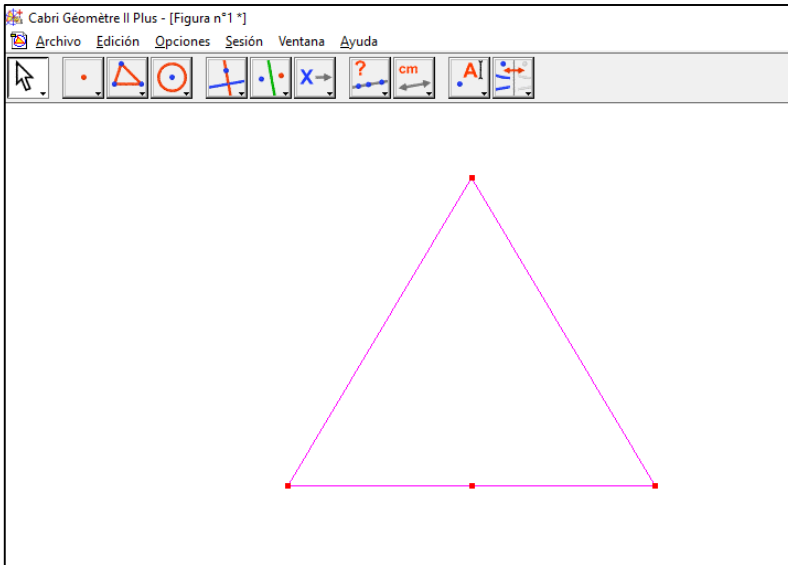 Cabri Géomètre II Plus - [Figura n°1 *]
Archivo Edición Opciones Sesión Ventana Ayuda
X ? cm A